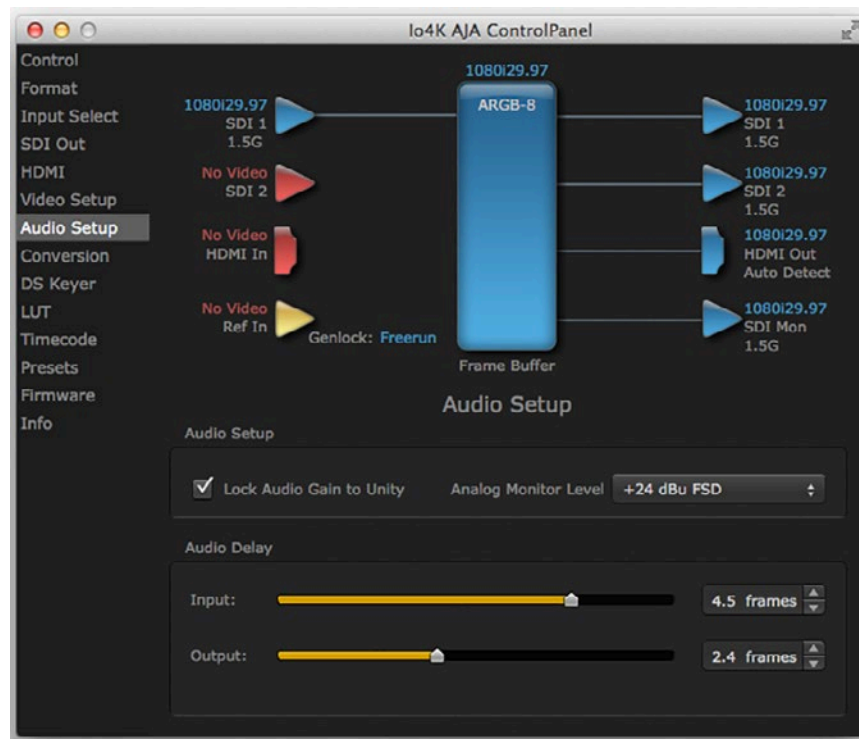 Io4K AJA ControlPanel
Control
Format
Input Select
SDI Out
HDMI
Video Setup
Audio Setup
Conversion
DS Keyer
LUT
Timecode
Presets
Firmware
Info
1080i29.97
SDI 1
1.5G
No Video
SDI 2
No Video
HDMI In
No Video
Ref In
Genlock: Freerun
1080i29.97
ARGB-8
Frame Buffer
1080i29.97
SDI 1
1.5G
1080i29.97
SDI 2
1.5G
1080i29.97
HDMI Out
Auto Detect
1080i29.97
SDI Mon
1.5G
Audio Setup
Audio Setup
Lock Audio Gain to Unity Analog Monitor Level +24 dBu FSD
Audio Delay
Input: 4.5 frames
Output: 2.4 frames